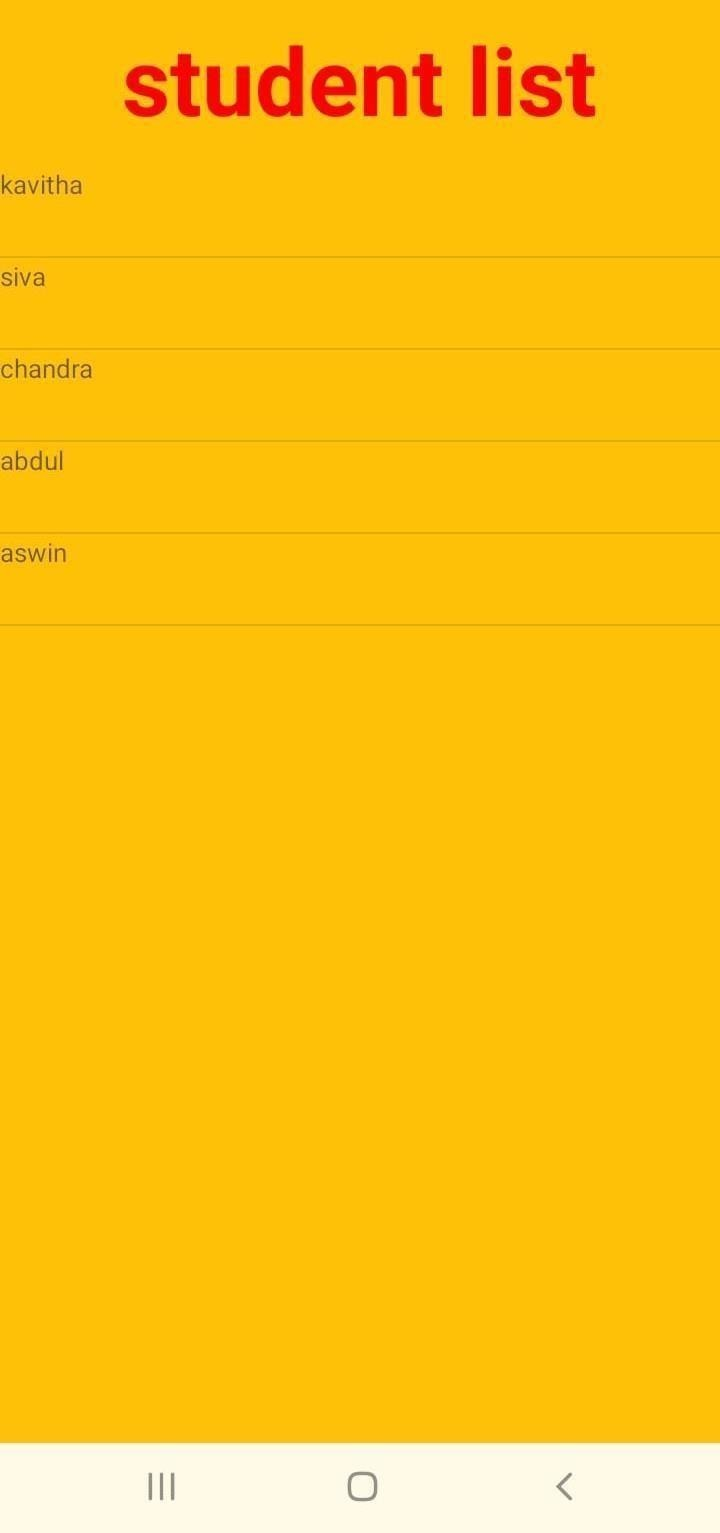 student list
kavitha
siva
chandra
abdul
aswin